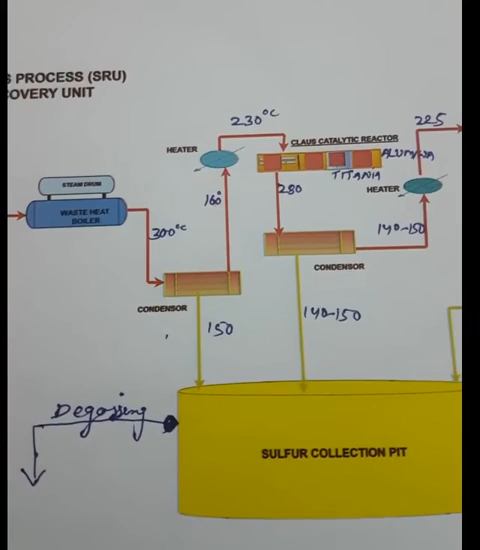 S PROCESS (SRU)
OVERY UNIT
230°C
225
CLAUS CATALYTIC REACTOR
HEATER
ALUMINA
TITANIA
STEAM DRUM
160°
280
HEATER
WASTE HEAT
BOILER
300°C
140-150
CONDENSOR
CONDENSOR
150
140-150
Degassing
SULFUR COLLECTION PIT